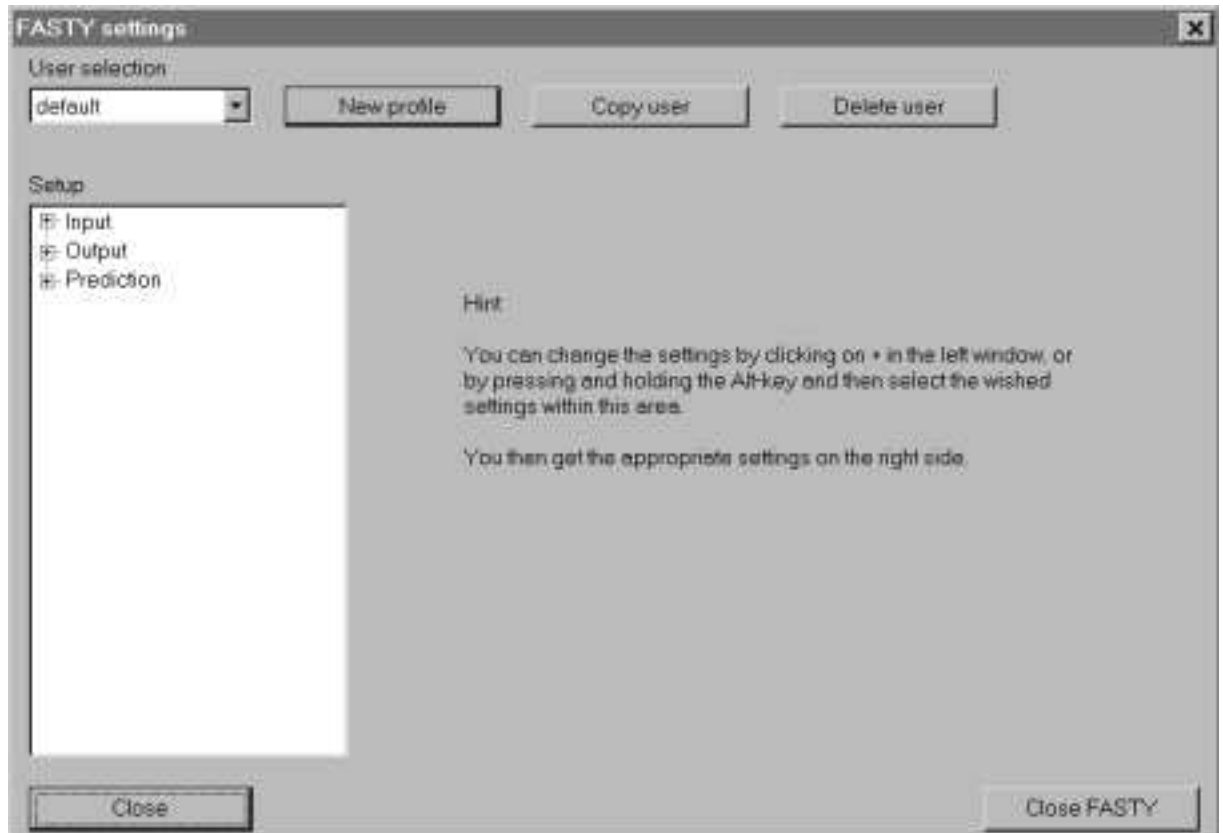 FASTY settings
User selection
default
New profile
Copy user
Delete user
Setup
Input
Output
Prediction
Hint
You can change the settings by clicking on + in the left window, or
by pressing and holding the Alt-key and then select the wished
settings within this area.
You then get the appropriate settings on the right side.
Close
Close FASTY